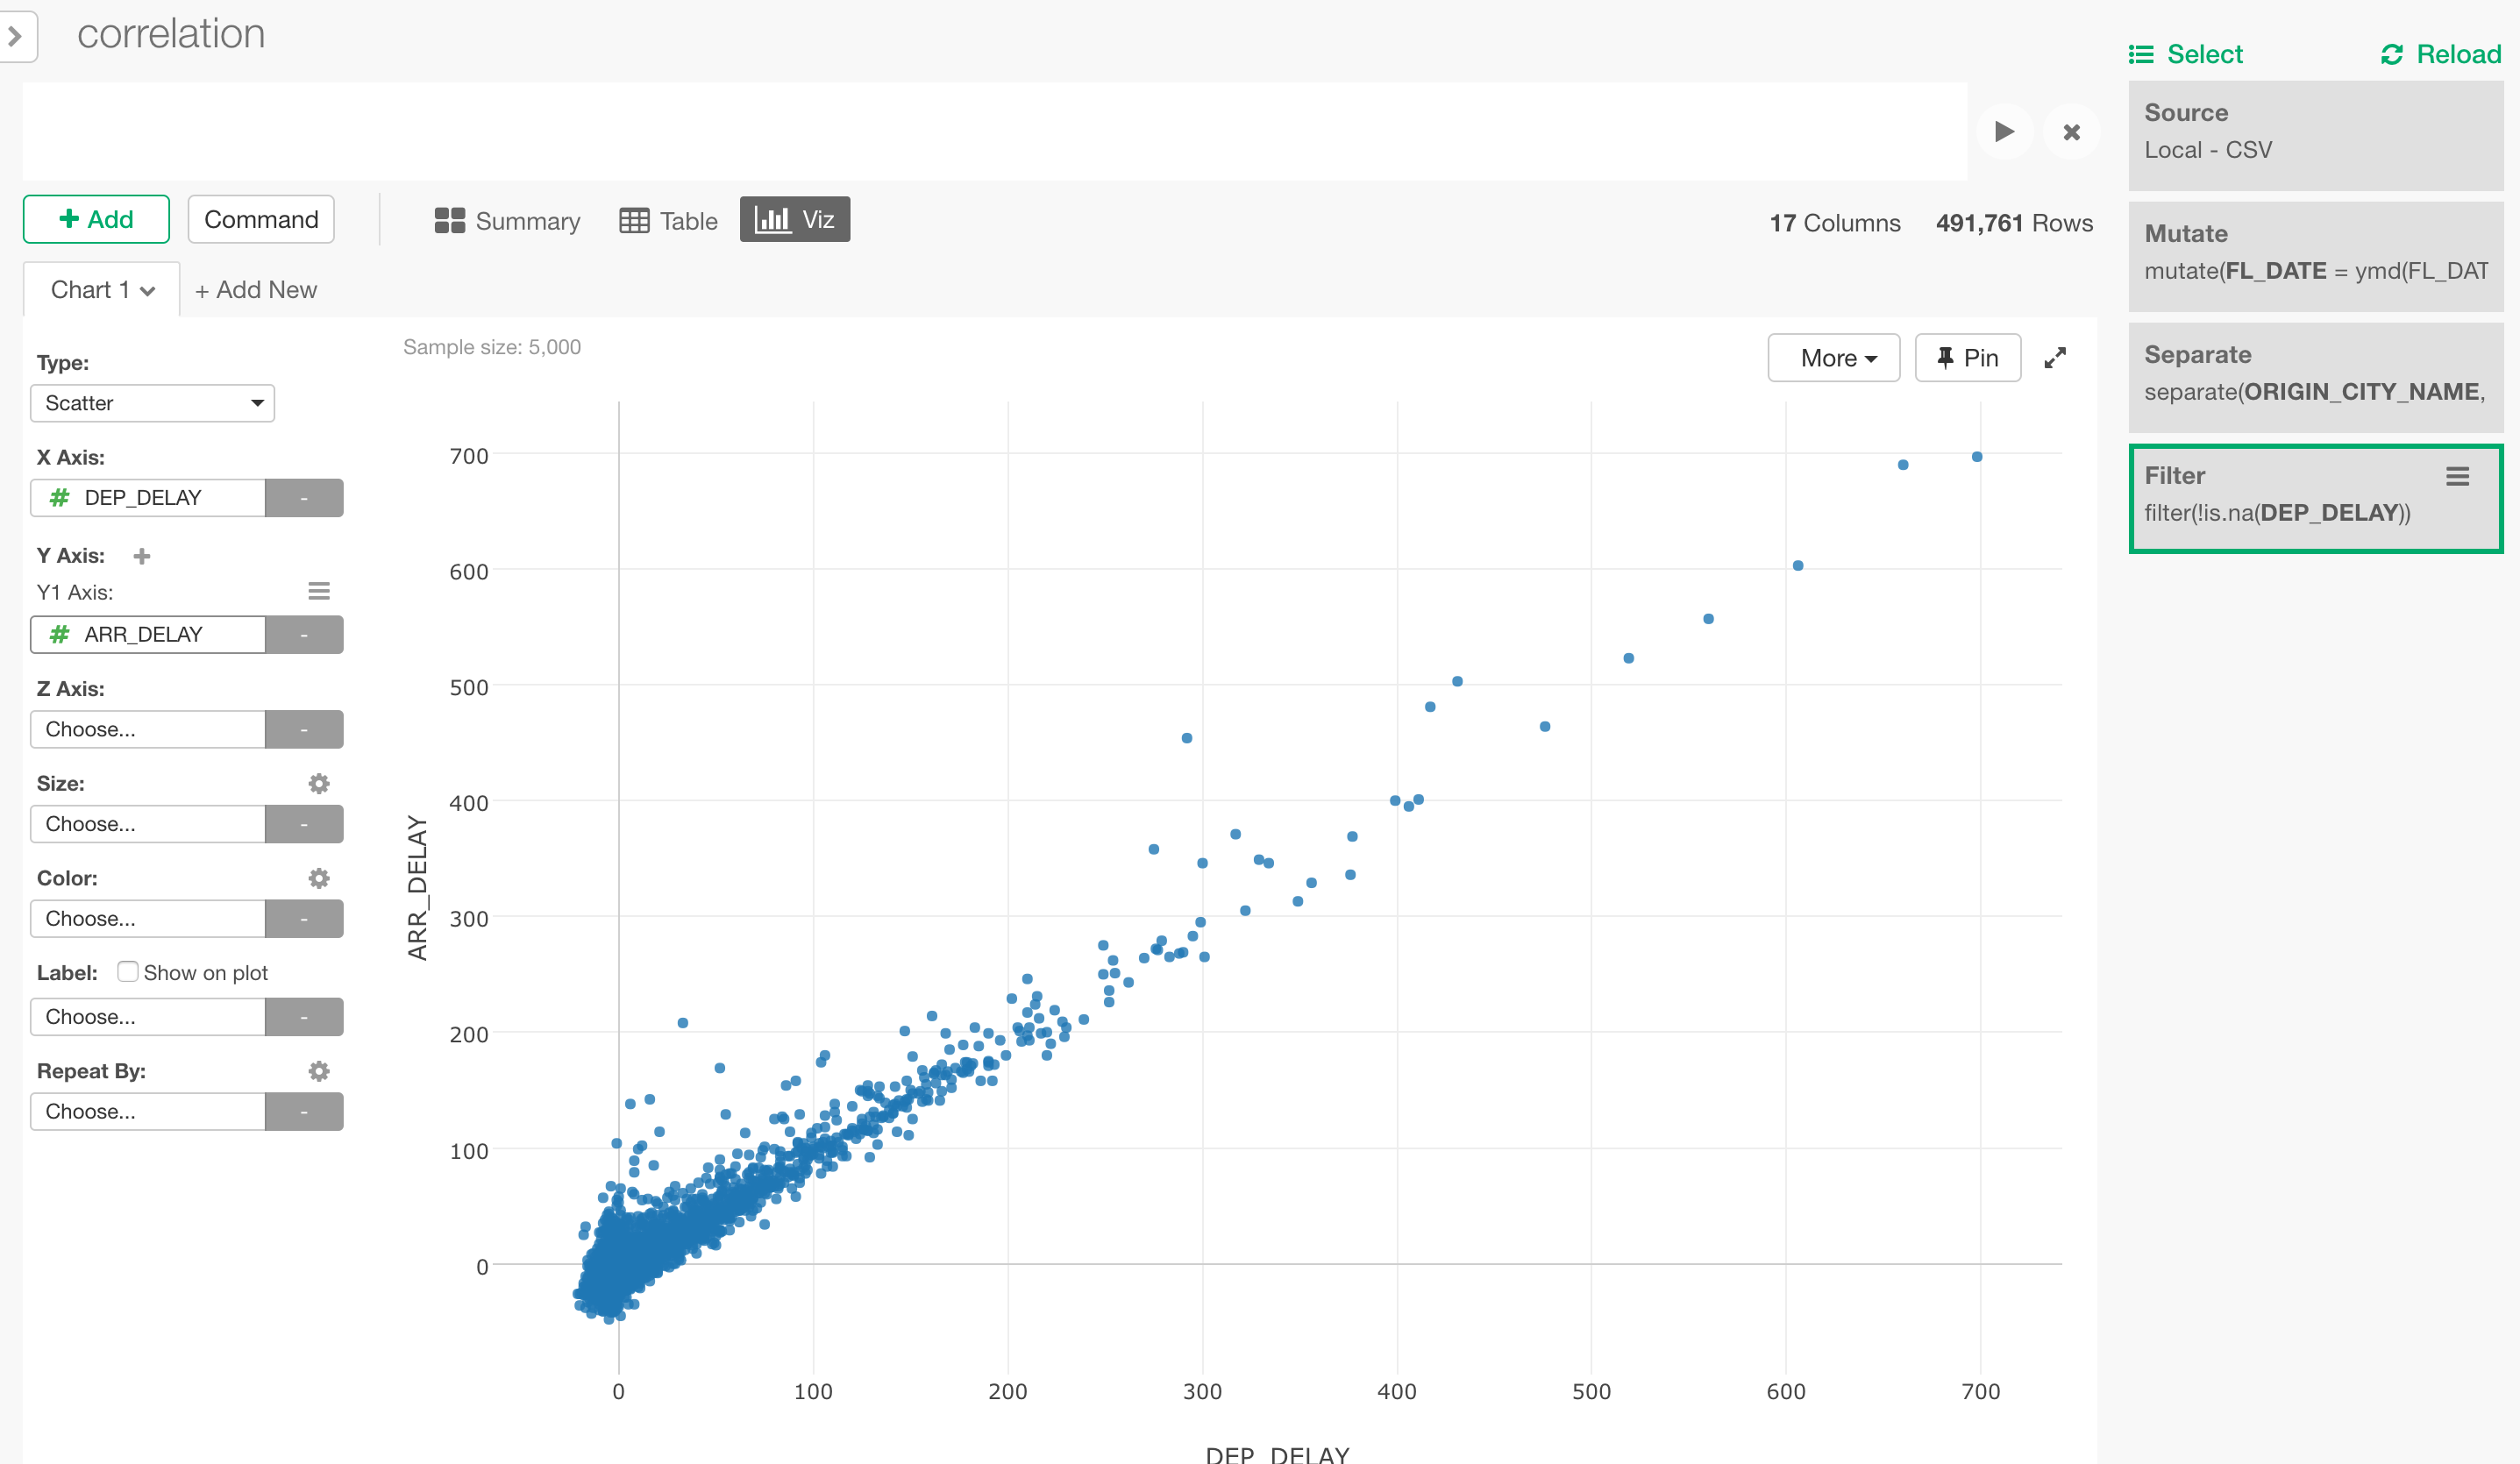 correlation
Select
Reload
Source
Local - CSV
Mutate
mutate(FL_DATE = ymd(FL_DAT
Separate
separate(ORIGIN_CITY_NAME,
Filter
filter(!is.na(DEP_DELAY))
Add
Command
Summary
Table
Viz
17 Columns
491,761 Rows
Chart 1
+ Add New
Type:
Scatter
X Axis:
# DEP_DELAY -
Y Axis:
Y1 Axis:
# ARR_DELAY -
Z Axis:
Choose... -
Size:
Choose... -
Color:
Choose... -
Label: Show on plot
Choose... -
Repeat By:
Choose... -
Sample size: 5,000
More
Pin
700
600
500
400
300
200
100
0
ARR_DELAY
0 100 200 300 400 500 600 700
DEP_DELAY